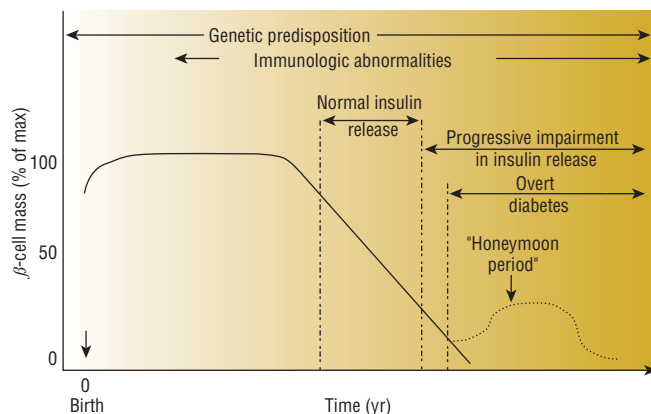 Genetic predisposition
Immunologic abnormalities
Normal insulin
release
Progressive impairment
in insulin release
Overt
diabetes
"Honeymoon
period"
β-cell mass (% of max)
100
50
0
0
Birth
Time (yr)